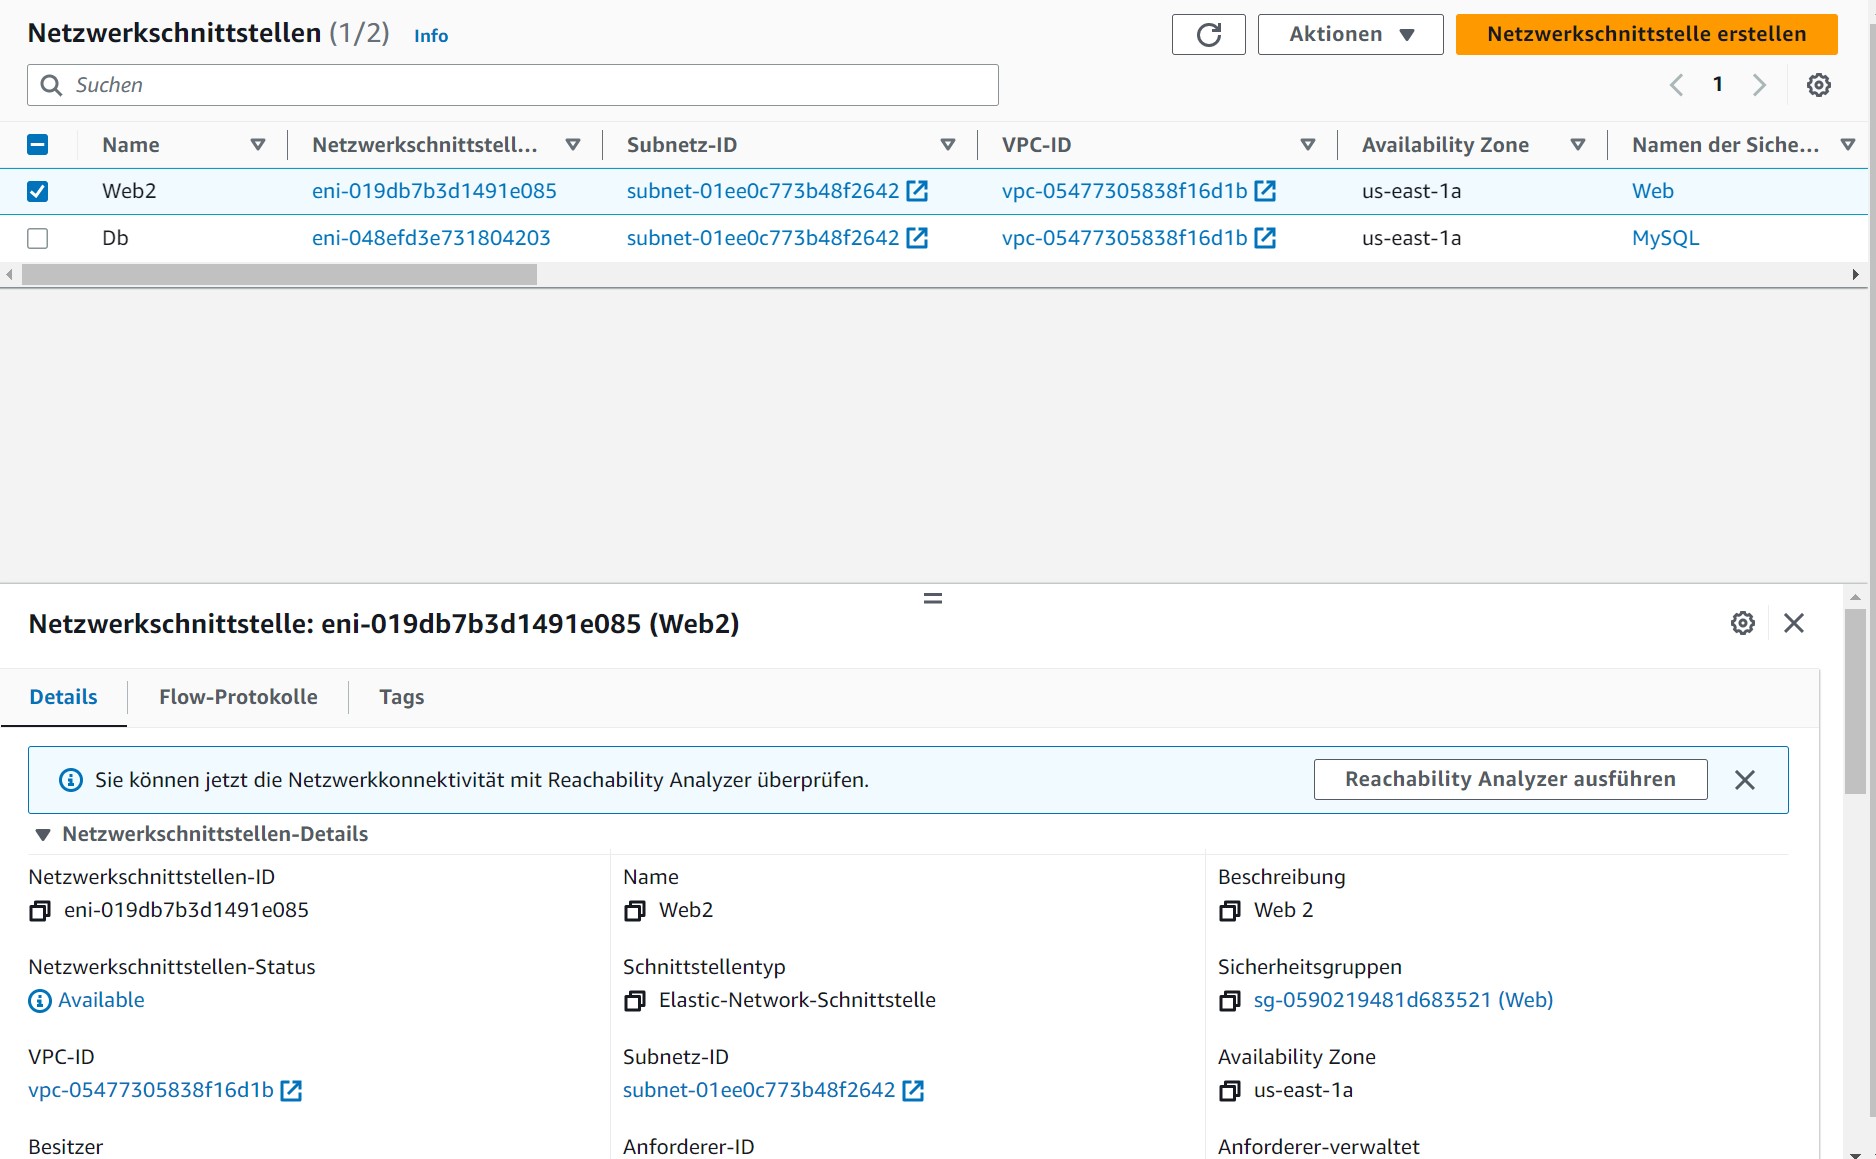 Netzwerkschnittstellen (1/2) Info Aktionen Netzwerkschnittstelle erstellen
Suchen 1
Name Netzwerkschnittstell... Subnetz-ID VPC-ID Availability Zone Namen der Siche...
Web2 eni-019db7b3d1491e085 subnet-01ee0c773b48f2642 vpc-05477305838f16d1b us-east-1a Web
Db eni-048efd3e731804203 subnet-01ee0c773b48f2642 vpc-05477305838f16d1b us-east-1a MySQL
Netzwerkschnittstelle: eni-019db7b3d1491e085 (Web2)
Details Flow-Protokolle Tags
Sie können jetzt die Netzwerkkonnektivität mit Reachability Analyzer überprüfen. Reachability Analyzer ausführen
Netzwerkschnittstellen-Details
Netzwerkschnittstellen-ID Name Beschreibung
eni-019db7b3d1491e085 Web2 Web 2
Netzwerkschnittstellen-Status Schnittstellentyp Sicherheitsgruppen
Available Elastic-Network-Schnittstelle sg-0590219481d683521 (Web)
VPC-ID Subnetz-ID Availability Zone
vpc-05477305838f16d1b subnet-01ee0c773b48f2642 us-east-1a
Besitzer Anforderer-ID Anforderer-verwaltet